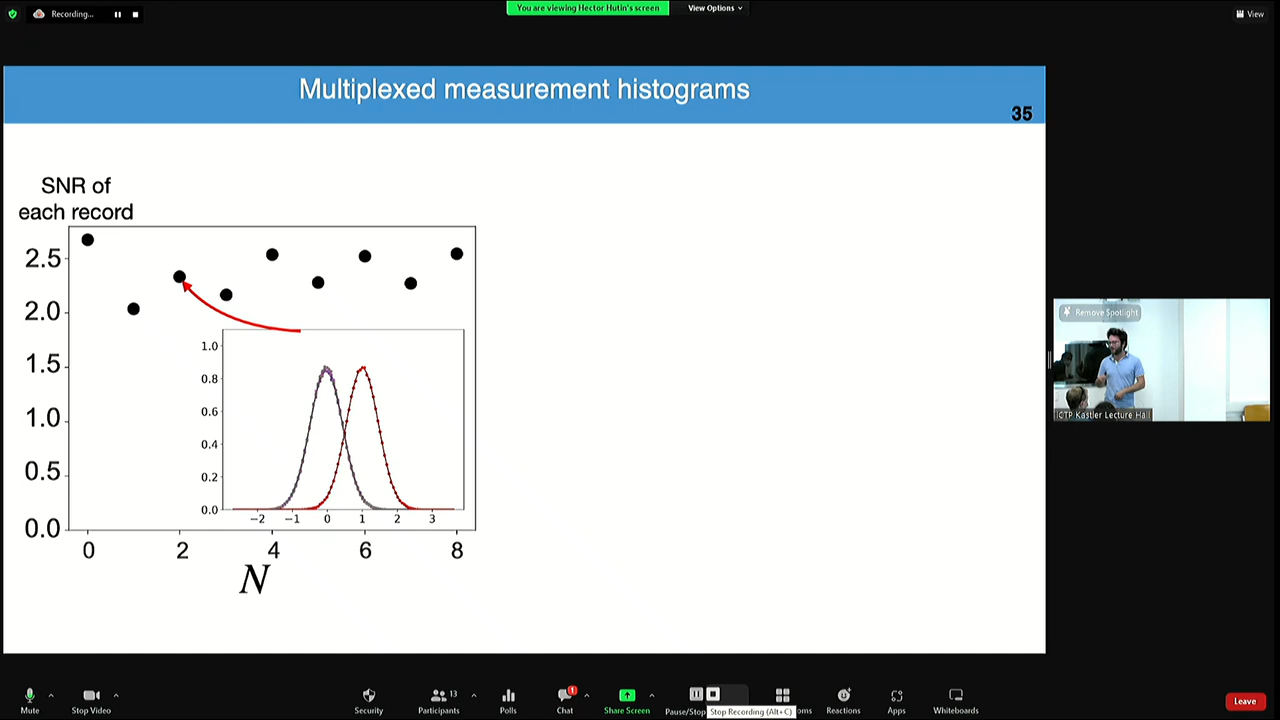 Recording...
You are viewing Hector Hutin's screen
View Options
View
Multiplexed measurement histograms
35
SNR of
each record
2.5
2.0
1.5
1.0
0.5
0.0
0 2 4 6 8
N
1.0
0.8
0.6
0.4
0.2
0.0
−2 −1 0 1 2 3
Remove Spotlight
ICTP Kastler Lecture Hall
Mute
Stop Video
Security
Participants
13
Polls
Chat
1
Share Screen
Pause/Stop
Stop Recording (Alt+C)
oms
Reactions
Apps
Whiteboards
Leave